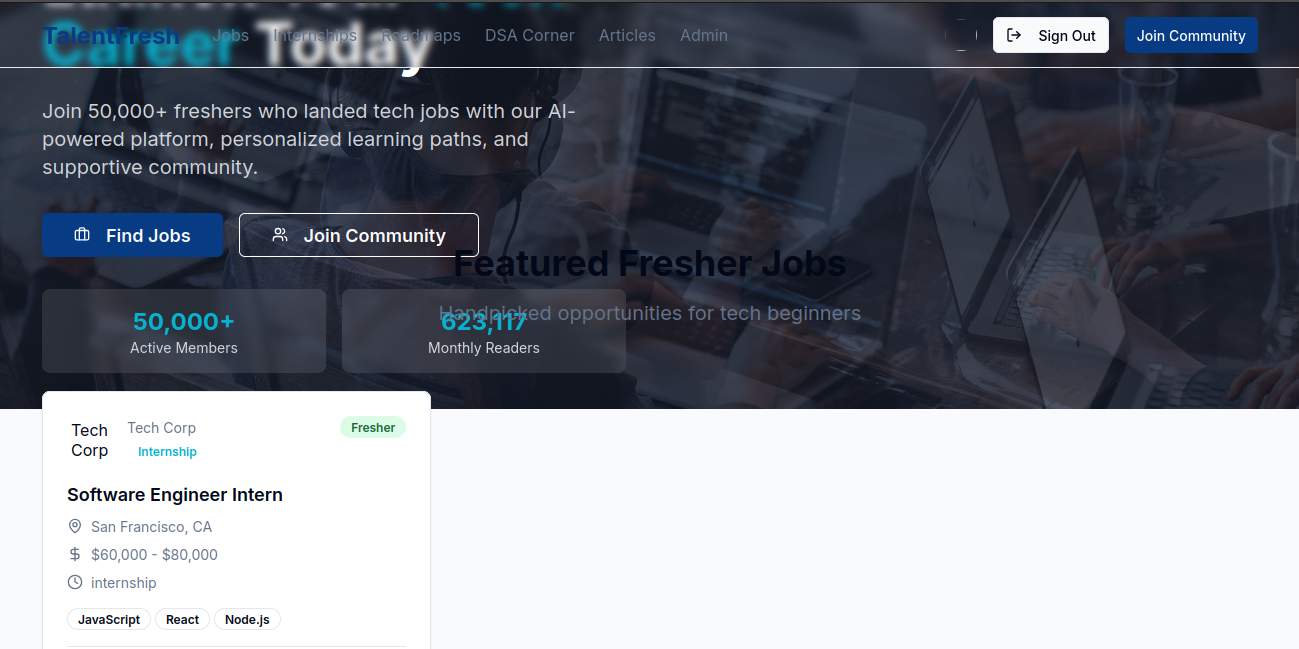 TalentFresh Jobs Internships Roadmaps DSA Corner Articles Admin Sign Out Join Community
Career Today
Join 50,000+ freshers who landed tech jobs with our AI-
powered platform, personalized learning paths, and
supportive community.
Find Jobs Join Community
Featured Fresher Jobs
Handpicked opportunities for tech beginners
50,000+
Active Members
623,117
Monthly Readers
Tech
Corp
Tech Corp
Internship
Fresher
Software Engineer Intern
San Francisco, CA
$60,000 - $80,000
internship
JavaScript React Node.js